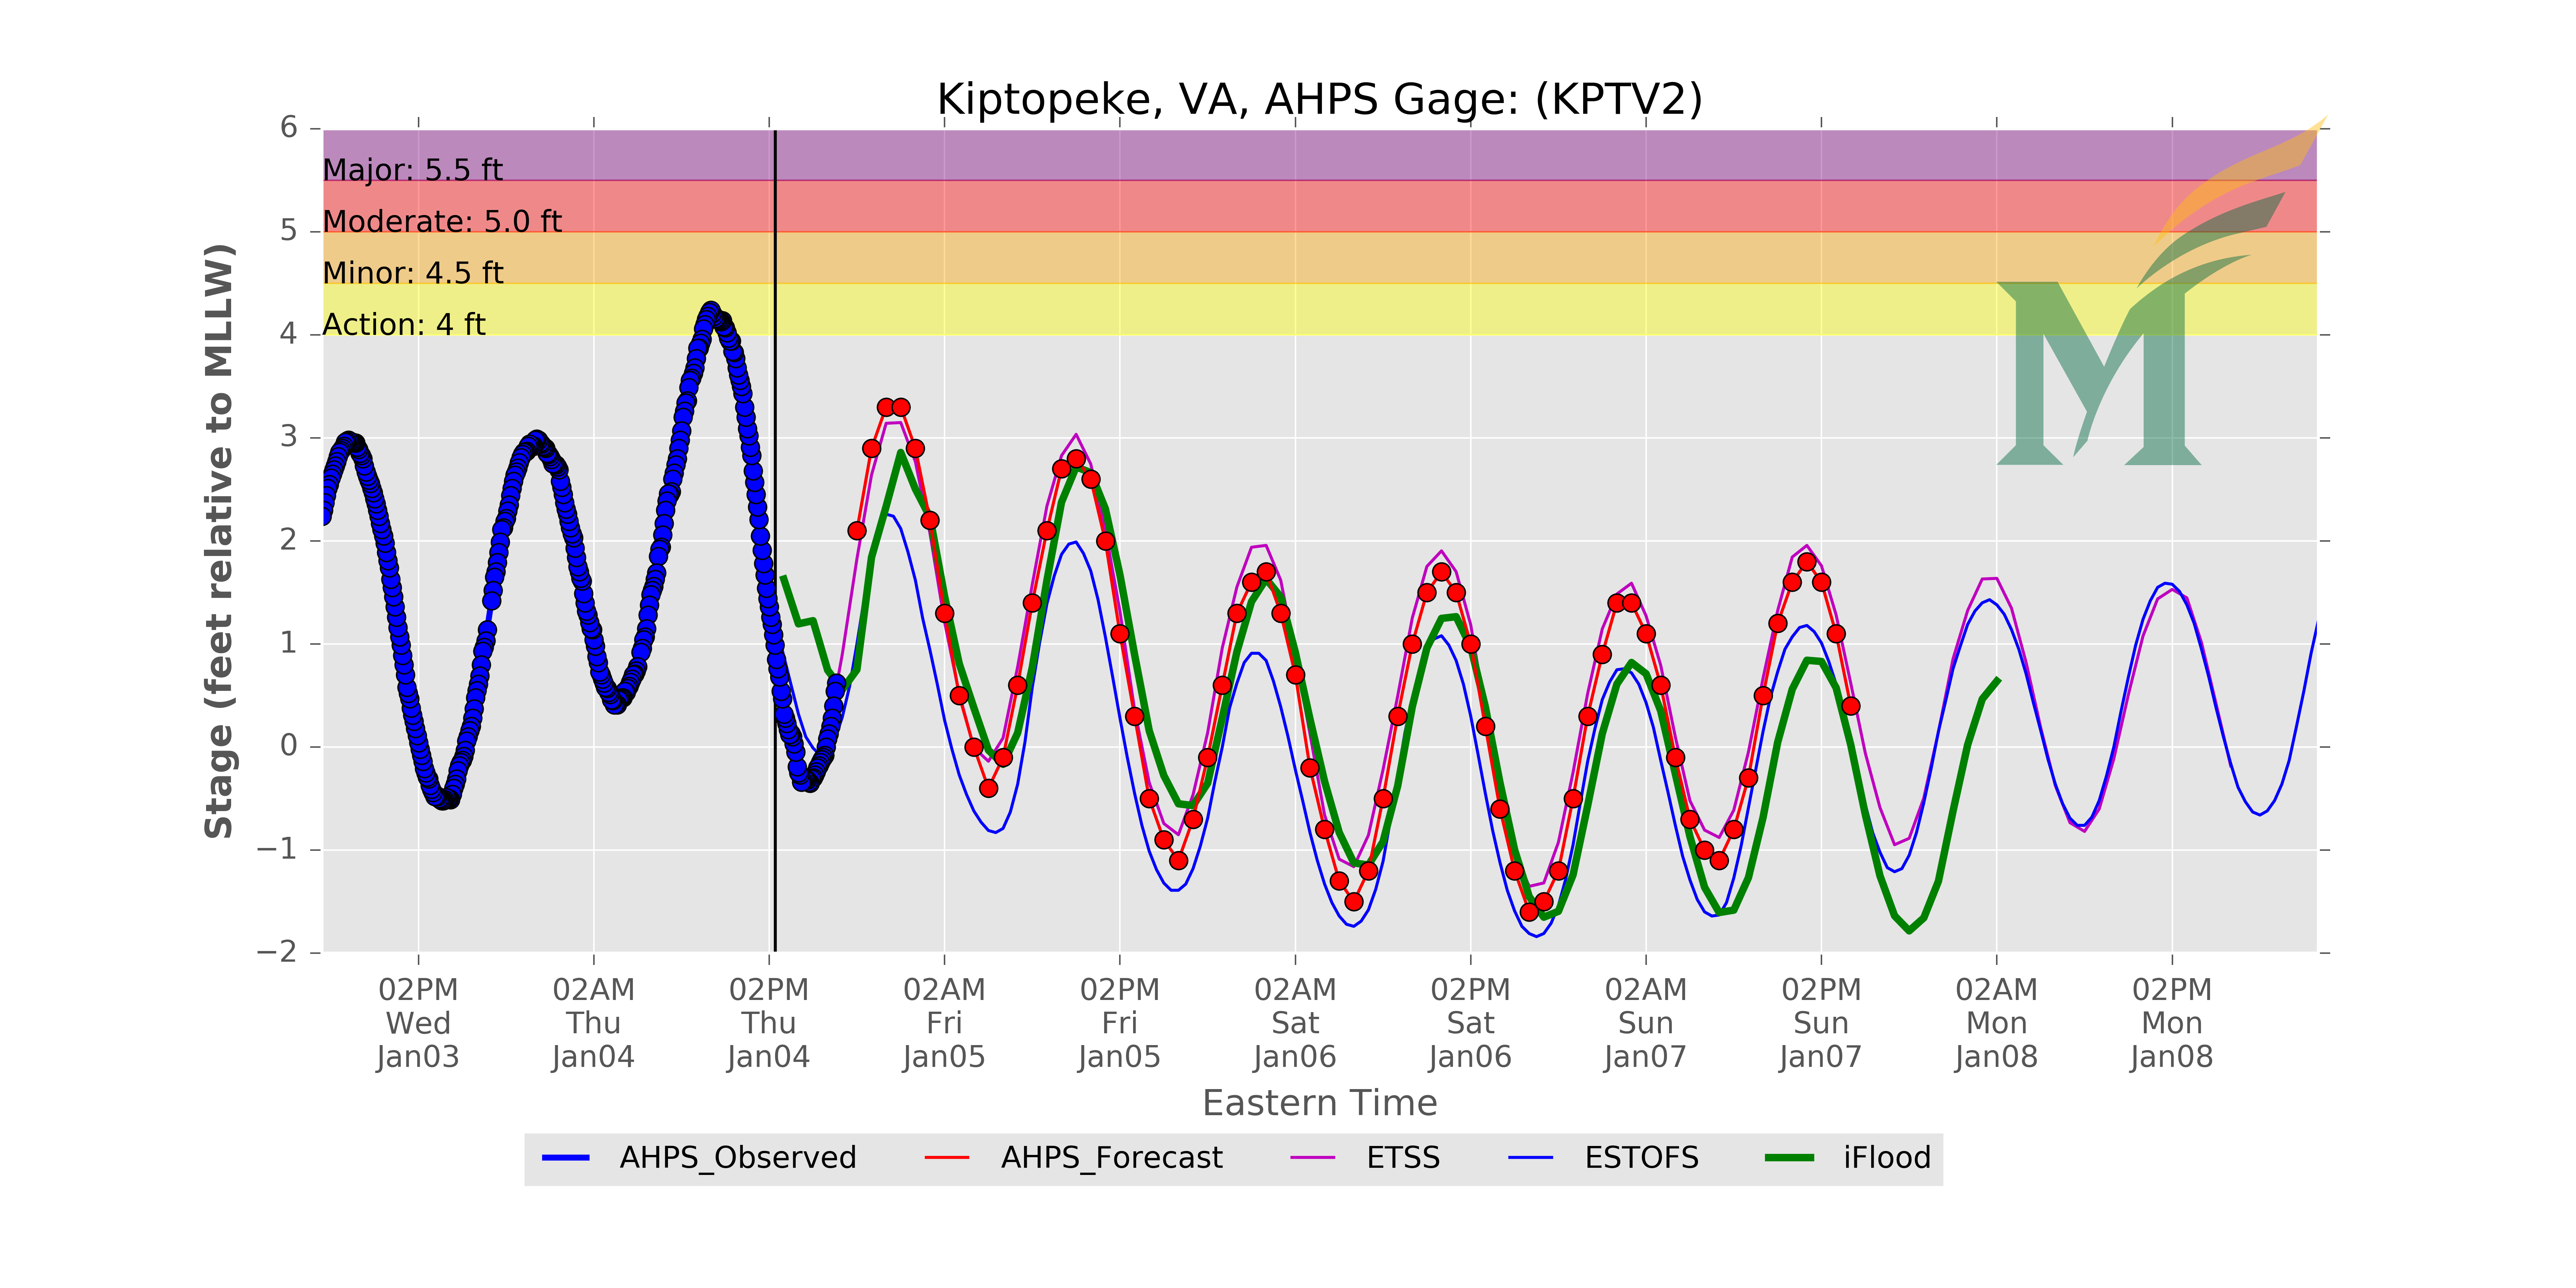 Kiptopeke, VA, AHPS Gage: (KPTV2)
6
5
4
3
2
1
0
−1
−2
Stage (feet relative to MLLW)
Major: 5.5 ft
Moderate: 5.0 ft
Minor: 4.5 ft
Action: 4 ft
M
02PM 02AM 02PM 02AM 02PM 02AM 02PM 02AM 02PM 02AM 02PM
Wed Thu Thu Fri Fri Sat Sat Sun Sun Mon Mon
Jan03 Jan04 Jan04 Jan05 Jan05 Jan06 Jan06 Jan07 Jan07 Jan08 Jan08
Eastern Time
AHPS_Observed AHPS_Forecast ETSS ESTOFS iFlood